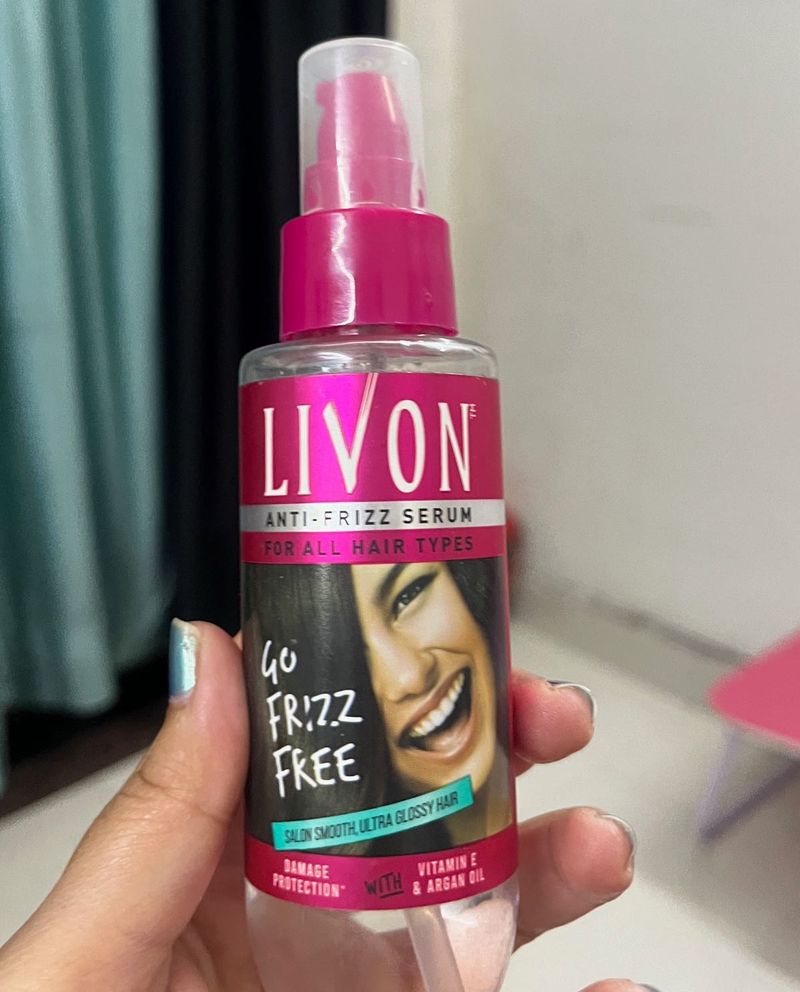 LIVON™
ANTI-FRIZZ SERUM
FOR ALL HAIR TYPES
GO
FRIZZ
FREE
SALON SMOOTH, ULTRA GLOSSY HAIR
DAMAGE
PROTECTION*
WITH
VITAMIN E
& ARGAN OIL